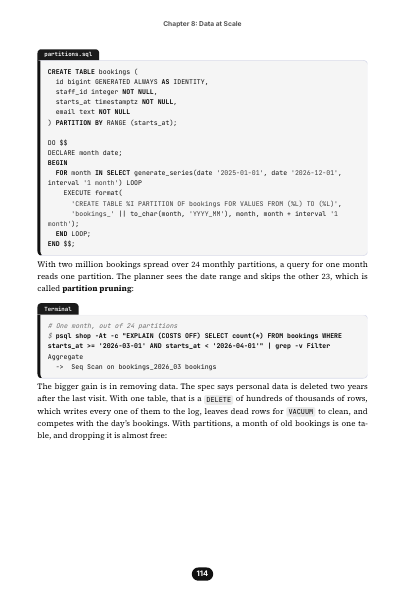 Chapter 8: Data at Scale
partitions.sql
CREATE TABLE bookings (
  id bigint GENERATED ALWAYS AS IDENTITY,
  staff_id integer NOT NULL,
  starts_at timestamptz NOT NULL,
  email text NOT NULL
) PARTITION BY RANGE (starts_at);

DO $$
DECLARE month date;
BEGIN
  FOR month IN SELECT generate_series(date '2025-01-01', date '2026-12-01',
interval '1 month') LOOP
    EXECUTE format(
      'CREATE TABLE %I PARTITION OF bookings FOR VALUES FROM (%L) TO (%L)',
      'bookings_' || to_char(month, 'YYYY_MM'), month, month + interval '1
month');
  END LOOP;
END $$;
With two million bookings spread over 24 monthly partitions, a query for one month
reads one partition. The planner sees the date range and skips the other 23, which is
called partition pruning:
Terminal
# One month, out of 24 partitions
$ psql shop -At -c "EXPLAIN (COSTS OFF) SELECT count(*) FROM bookings WHERE
starts_at >= '2026-03-01' AND starts_at < '2026-04-01'" | grep -v Filter
Aggregate
  ->  Seq Scan on bookings_2026_03 bookings
The bigger gain is in removing data. The spec says personal data is deleted two years
after the last visit. With one table, that is a DELETE of hundreds of thousands of rows,
which writes every one of them to the log, leaves dead rows for VACUUM to clean, and
competes with the day's bookings. With partitions, a month of old bookings is one ta-
ble, and dropping it is almost free:
114